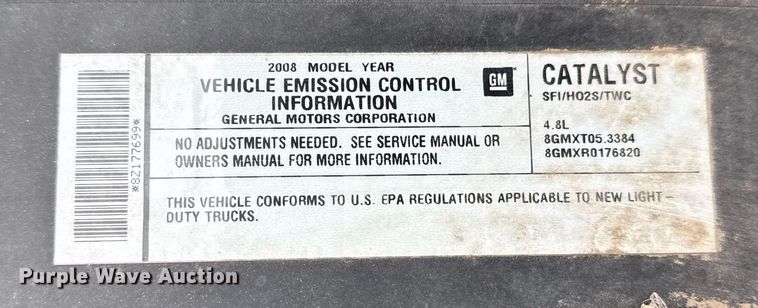 *82177699*
2008 MODEL YEAR
VEHICLE EMISSION CONTROL
INFORMATION
GENERAL MOTORS CORPORATION
GM
NO ADJUSTMENTS NEEDED. SEE SERVICE MANUAL OR
OWNERS MANUAL FOR MORE INFORMATION.
CATALYST
SFI/HO2S/TWC
4.8L
8GMXT05.3384
8GMXR0176820
THIS VEHICLE CONFORMS TO U.S. EPA REGULATIONS APPLICABLE TO NEW LIGHT-
DUTY TRUCKS.
Purple Wave Auction